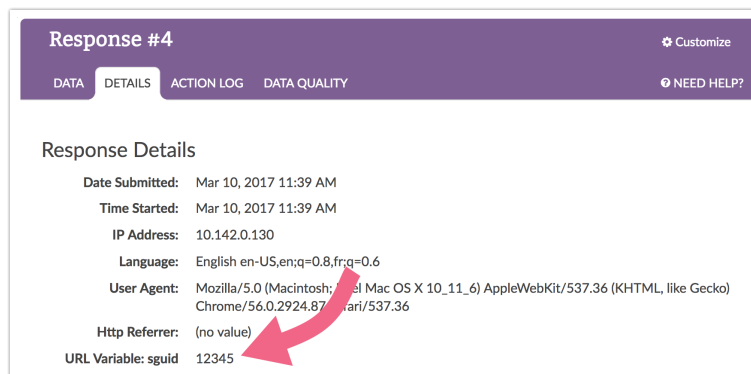 Response #4
Customize
DATA DETAILS ACTION LOG DATA QUALITY
NEED HELP?
Response Details
Date Submitted: Mar 10, 2017 11:39 AM
Time Started: Mar 10, 2017 11:39 AM
IP Address: 10.142.0.130
Language: English en-US,en;q=0.8,fr;q=0.6
User Agent: Mozilla/5.0 (Macintosh; el Mac OS X 10_11_6) AppleWebKit/537.36 (KHTML, like Gecko)
Chrome/56.0.2924.87 ari/537.36
Http Referrer: (no value)
URL Variable: sguid 12345